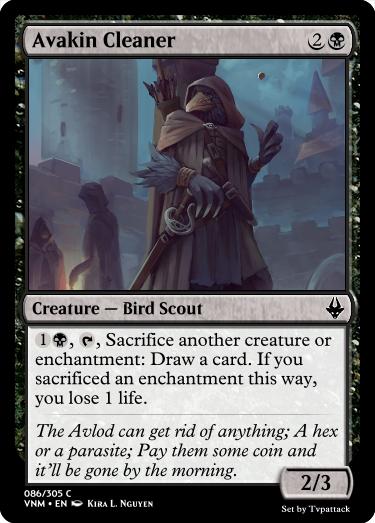 Avakin Cleaner 2
Creature — Bird Scout
1 , , Sacrifice another creature or
enchantment: Draw a card. If you
sacrificed an enchantment this way,
you lose 1 life.
The Avlod can get rid of anything; A hex
or a parasite; Pay them some coin and
it'll be gone by the morning.
2/3
086/305 C
VNM • EN Kira L. Nguyen
Set by Tvpattack